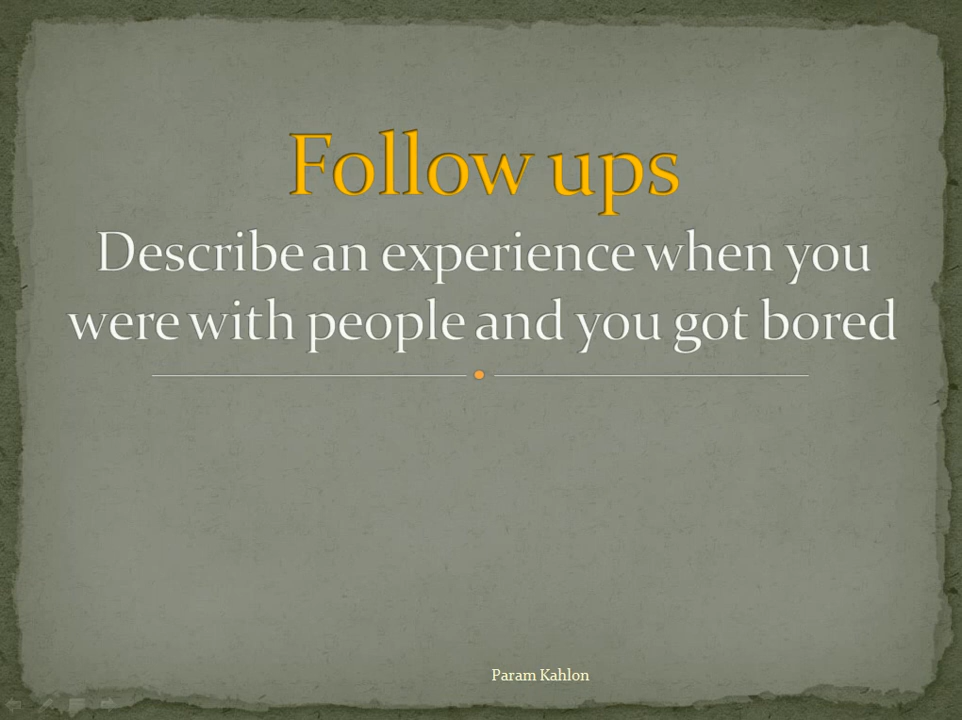 Follow ups
Describe an experience when you
were with people and you got bored
Param Kahlon